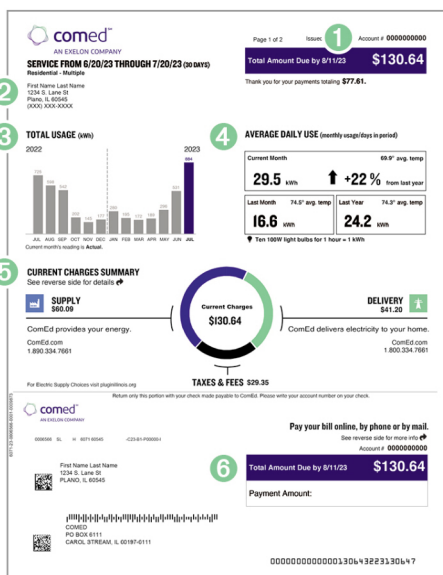 comed
AN EXELON COMPANY
Page 1 of 2
Issued:
1
Account # 0000000000
Total Amount Due by 8/11/23 $130.64
Thank you for your payments totaling $77.61.
SERVICE FROM 6/20/23 THROUGH 7/20/23 (30 DAYS)
Residential - Multiple
2
First Name Last Name
1234 S. Lane St
Plano, IL 60545
(XXX) XXX-XXXX
3
TOTAL USAGE (kWh)
2022 2023
JUL AUG SEP OCT NOV DEC JAN FEB MAR APR MAY JUN JUL
Current month's reading is Actual.
4
AVERAGE DAILY USE (monthly usage/days in period)
Current Month 69.9° avg. temp
29.5 kWh +22 % from last year
Last Month 74.5° avg. temp
16.6 kWh
Last Year 74.3° avg. temp
24.2 kWh
Ten 100W light bulbs for 1 hour = 1 kWh
5
CURRENT CHARGES SUMMARY
See reverse side for details
SUPPLY
$60.09
ComEd provides your energy.
ComEd.com
1.890.334.7661
Current Charges
$130.64
DELIVERY
$41.20
ComEd delivers electricity to your home.
ComEd.com
1.800.334.7661
For Electric Supply Choices visit pluginillinois.org
TAXES & FEES $29.35
Return only this portion with your check made payable to ComEd. Please write your account number on your check.
comed
AN EXELON COMPANY
Pay your bill online, by phone or by mail.
See reverse side for more info
Account # 0000000000
6
Total Amount Due by 8/11/23 $130.64
Payment Amount:
First Name Last Name
1234 S. Lane St
PLANO, IL 60545
COMED
PO BOX 6111
CAROL STREAM, IL 60197-0111